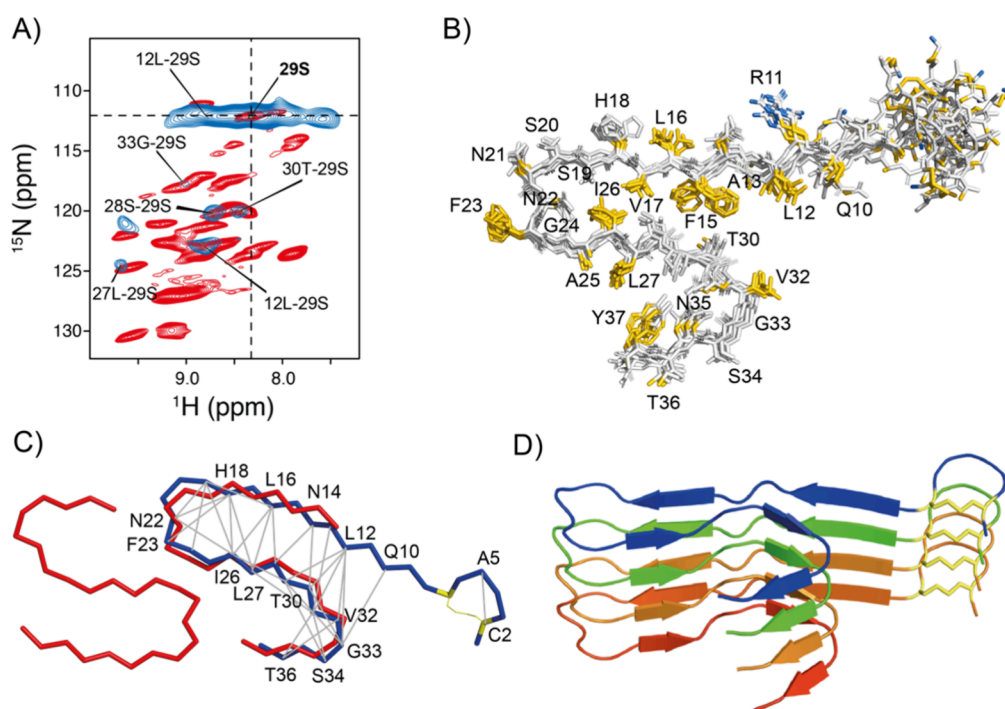 A)
12L-29S
29S
110
115
120
125
130
33G-29S
30T-29S
28S-29S
27L-29S
12L-29S
¹⁵N (ppm)
9.0
8.0
¹H (ppm)
B)
R11
H18
L16
S20
N21
S19
A13
I26
V17
L12
Q10
F23
N22
G24
F15
T30
A25
L27
V32
N35
Y37
G33
S34
T36
C)
H18
L16
N14
N22
L12
F23
Q10
A5
I26
L27
T30
V32
C2
G33
T36
S34
D)